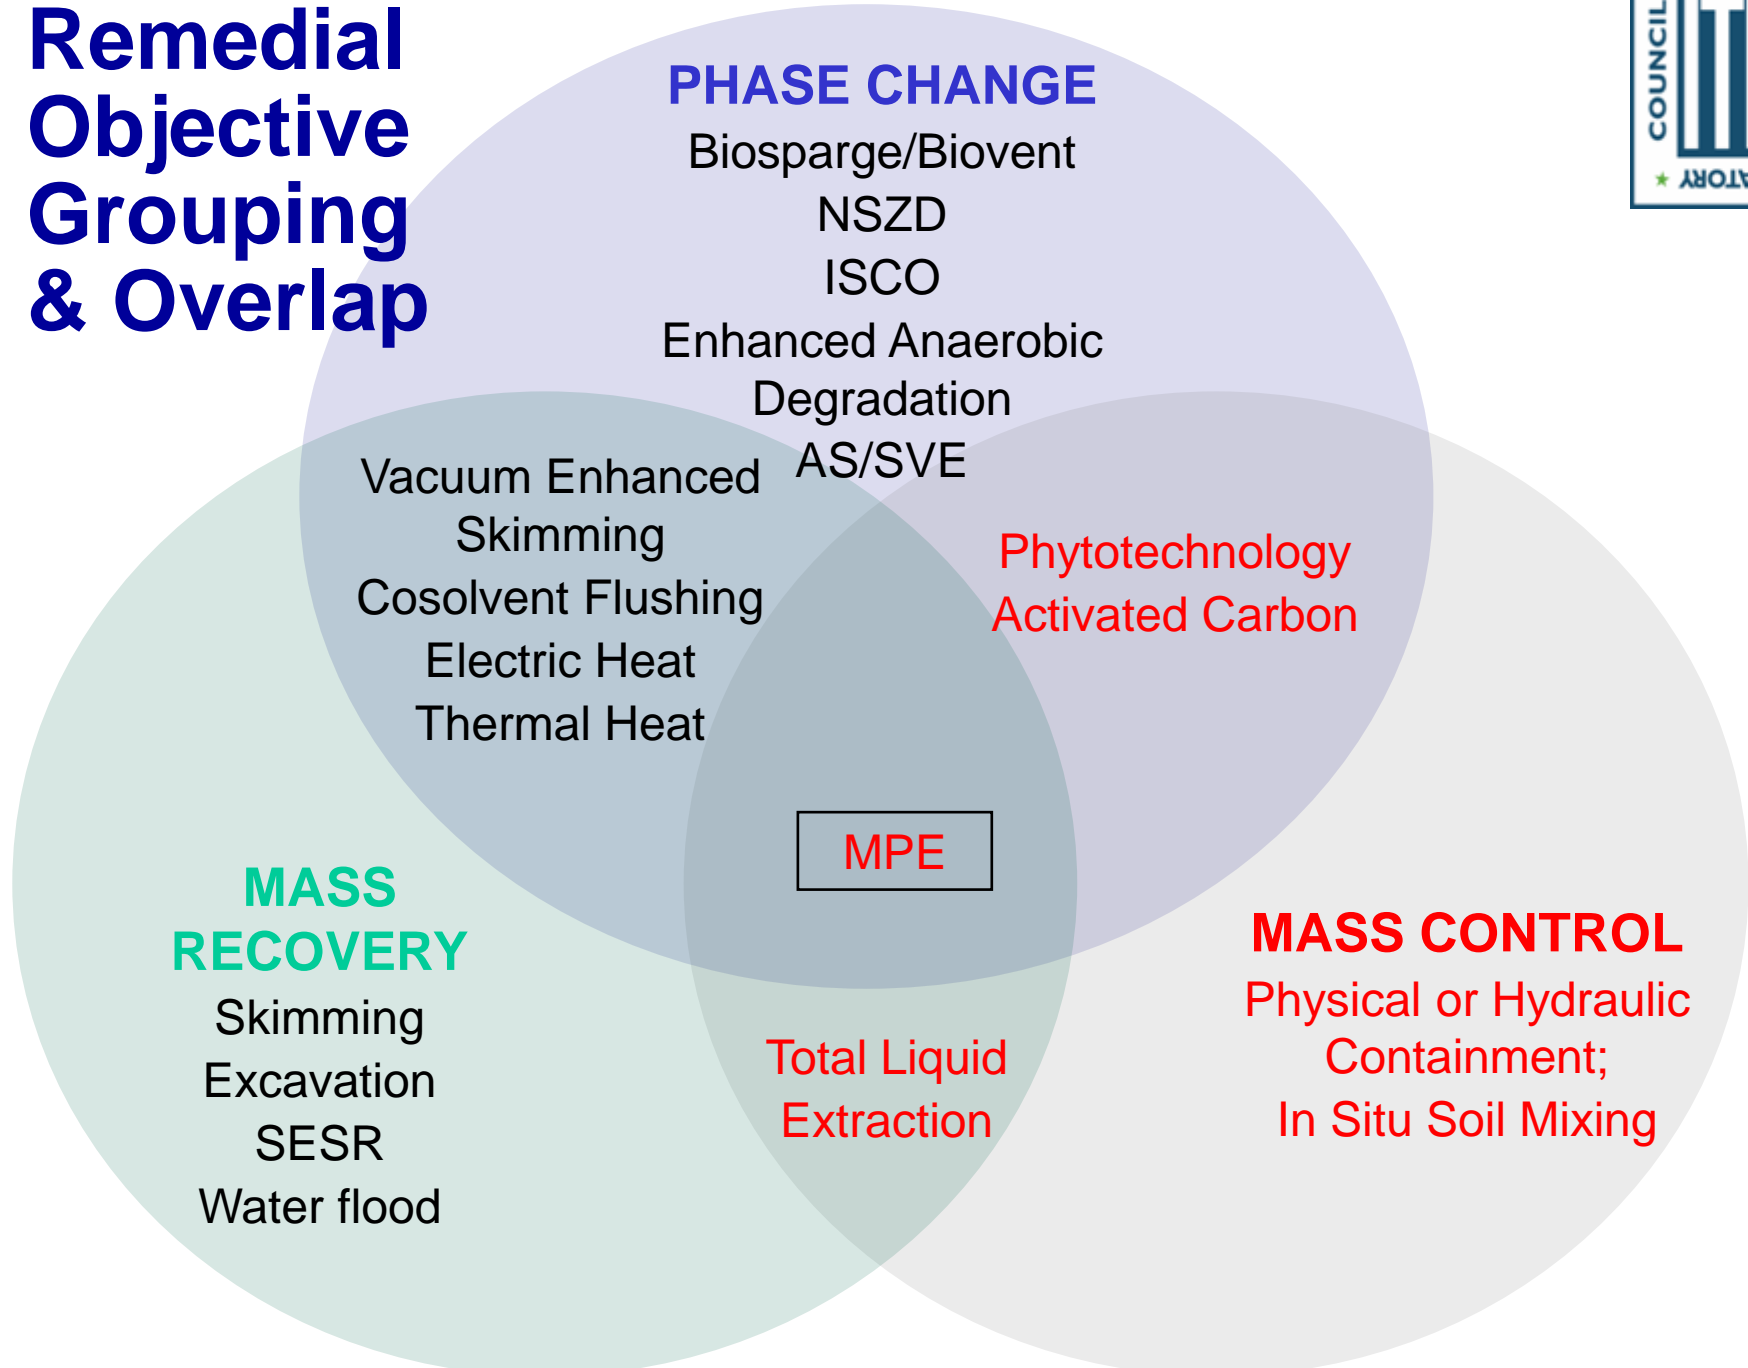 Remedial
Objective
Grouping
& Overlap
COUNCIL
PHASE CHANGE
Biosparge/Biovent
NSZD
ISCO
Enhanced Anaerobic
Degradation
AS/SVE
Vacuum Enhanced
Skimming
Cosolvent Flushing
Electric Heat
Thermal Heat
Phytotechnology
Activated Carbon
MPE
MASS
RECOVERY
Skimming
Excavation
SESR
Water flood
Total Liquid
Extraction
MASS CONTROL
Physical or Hydraulic
Containment;
In Situ Soil Mixing